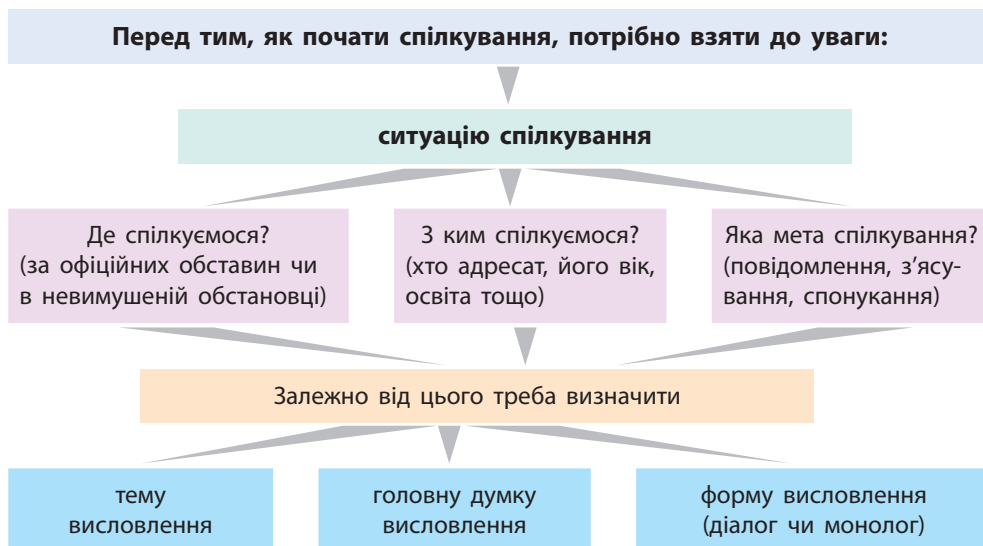 Перед тим, як почати спілкування, потрібно взяти до уваги:
ситуацію спілкування
Де спілкуємося?
(за офіційних обставин чи
в невимушеній обстановці)
З ким спілкуємося?
(хто адресат, його вік,
освіта тощо)
Яка мета спілкування?
(повідомлення, з'ясу-
вання, спонукання)
Залежно від цього треба визначити
тему
висловлення
головну думку
висловлення
форму висловлення
(діалог чи монолог)